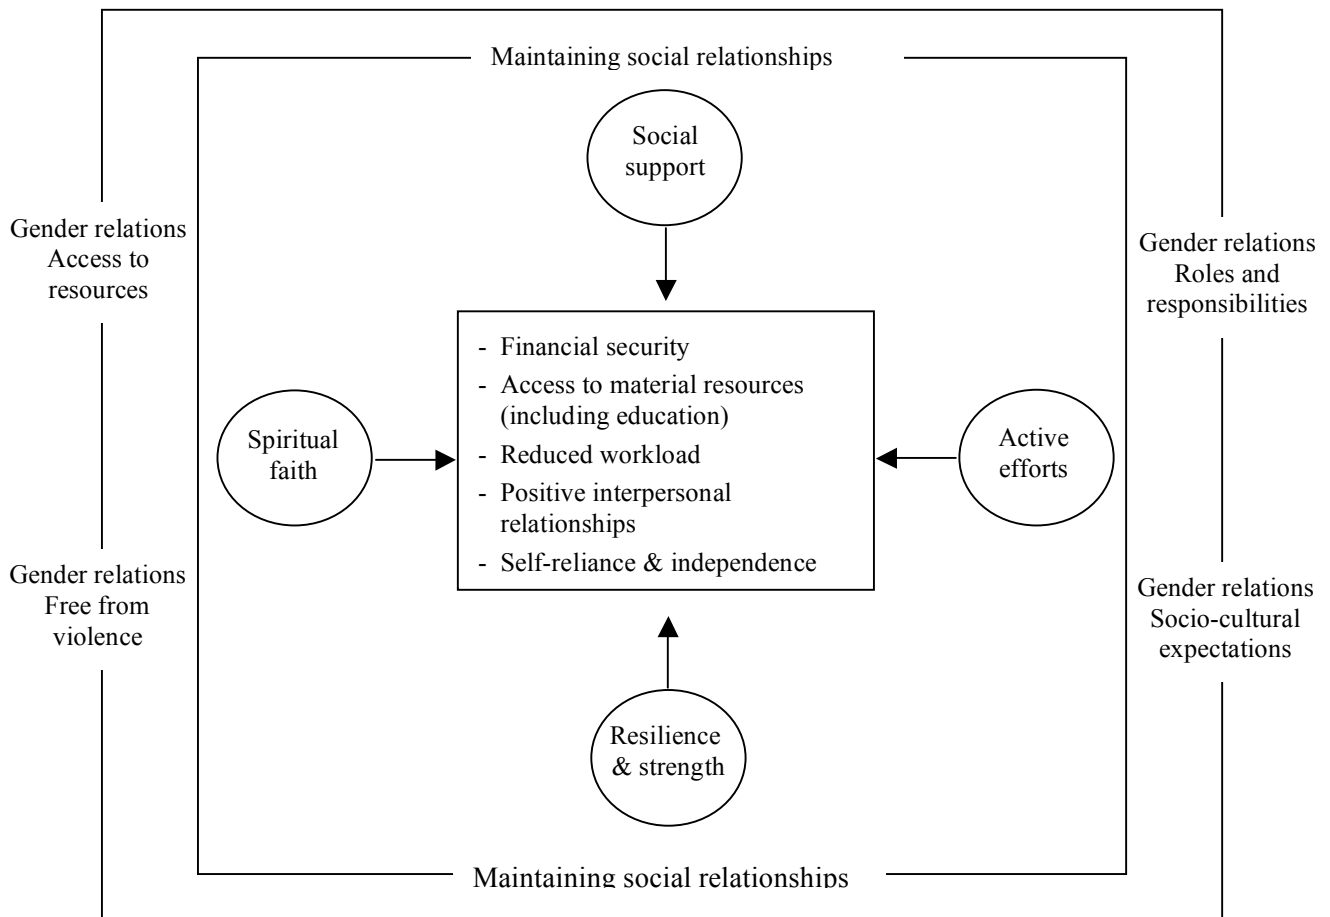 Maintaining social relationships
Social
support
Gender relations
Access to
resources
Gender relations
Roles and
responsibilities
- Financial security
- Access to material resources
(including education)
- Reduced workload
- Positive interpersonal
relationships
- Self-reliance & independence
Spiritual
faith
Active
efforts
Gender relations
Free from
violence
Gender relations
Socio-cultural
expectations
Resilience
& strength
Maintaining social relationships